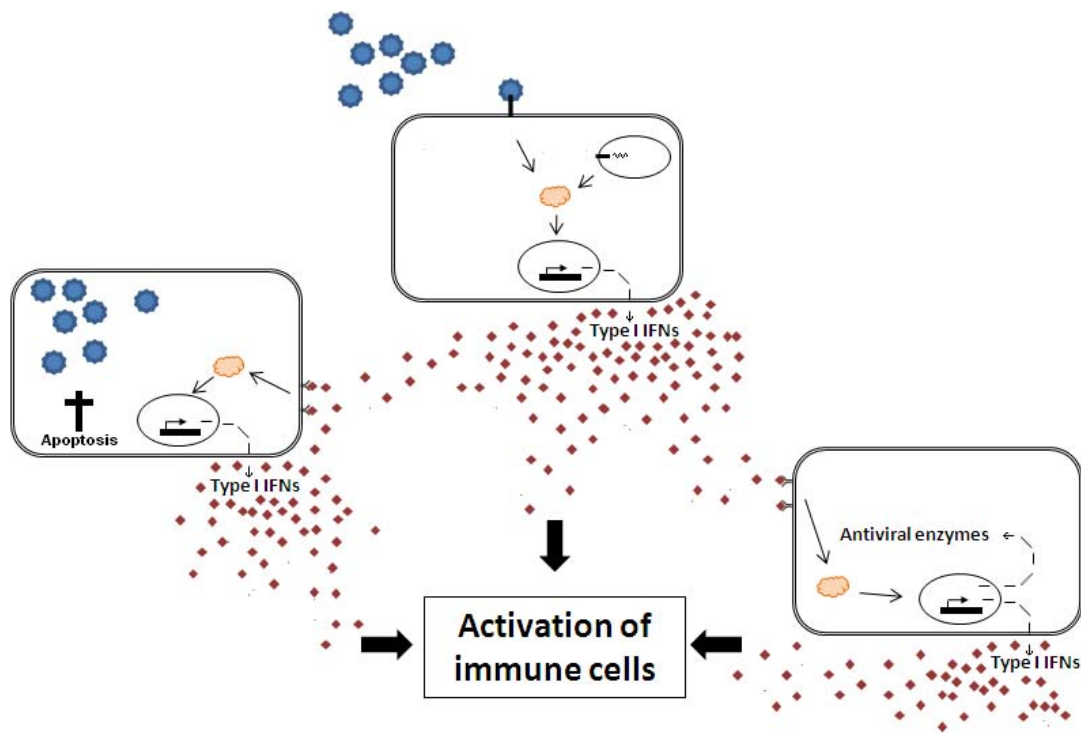 Type I IFNs
Apoptosis
Type I IFNs
Antiviral enzymes
Activation of
immune cells
Type I IFNs